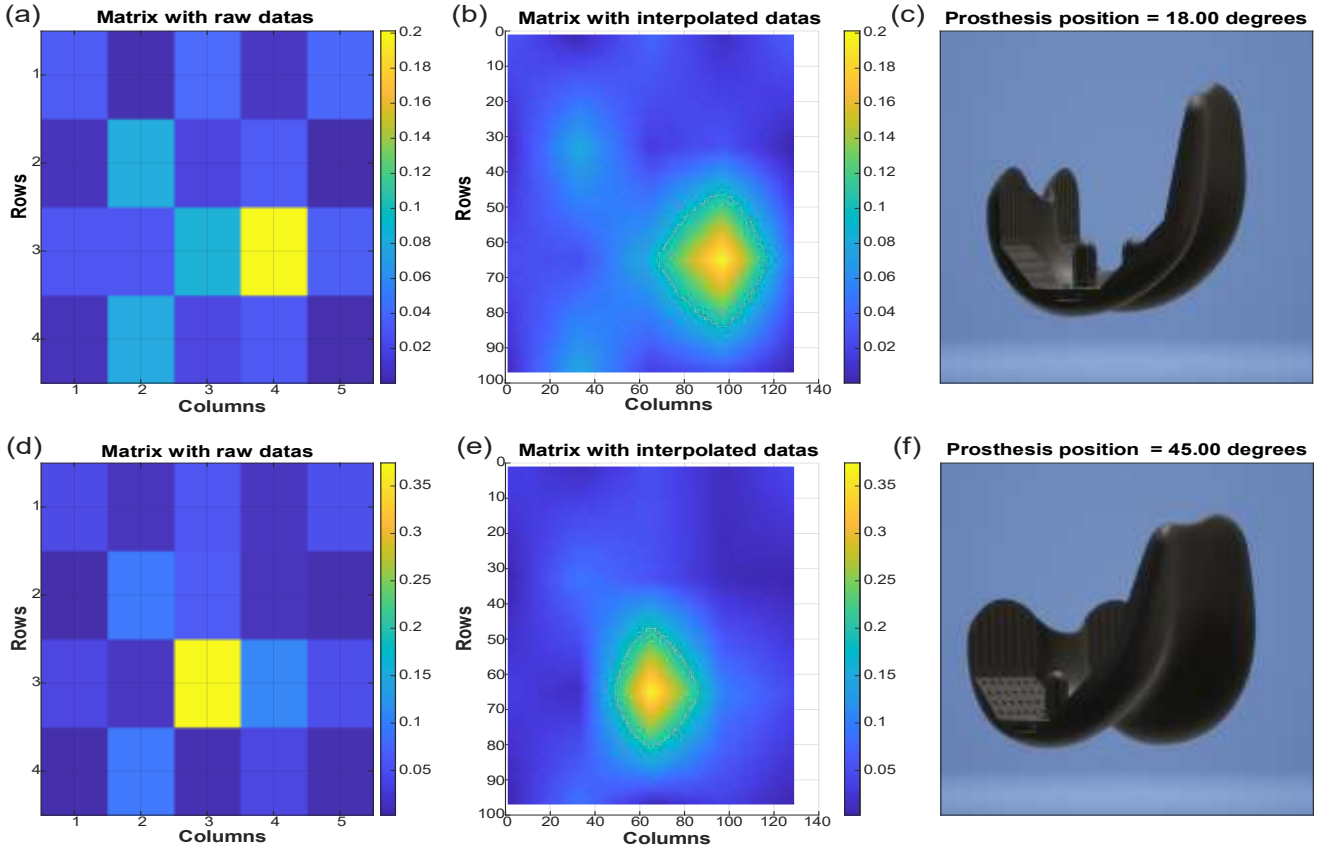 (a)
Matrix with raw datas
Rows
1
2
3
4
1 2 3 4 5
Columns
0.2
0.18
0.16
0.14
0.12
0.1
0.08
0.06
0.04
0.02
(b)
Matrix with interpolated datas
Rows
0
10
20
30
40
50
60
70
80
90
100
0 20 40 60 80 100 120 140
Columns
0.2
0.18
0.16
0.14
0.12
0.1
0.08
0.06
0.04
0.02
(c)
Prosthesis position = 18.00 degrees
(d)
Matrix with raw datas
Rows
1
2
3
4
1 2 3 4 5
Columns
0.35
0.3
0.25
0.2
0.15
0.1
0.05
(e)
Matrix with interpolated datas
Rows
0
10
20
30
40
50
60
70
80
90
100
0 20 40 60 80 100 120 140
Columns
0.35
0.3
0.25
0.2
0.15
0.1
0.05
(f)
Prosthesis position = 45.00 degrees